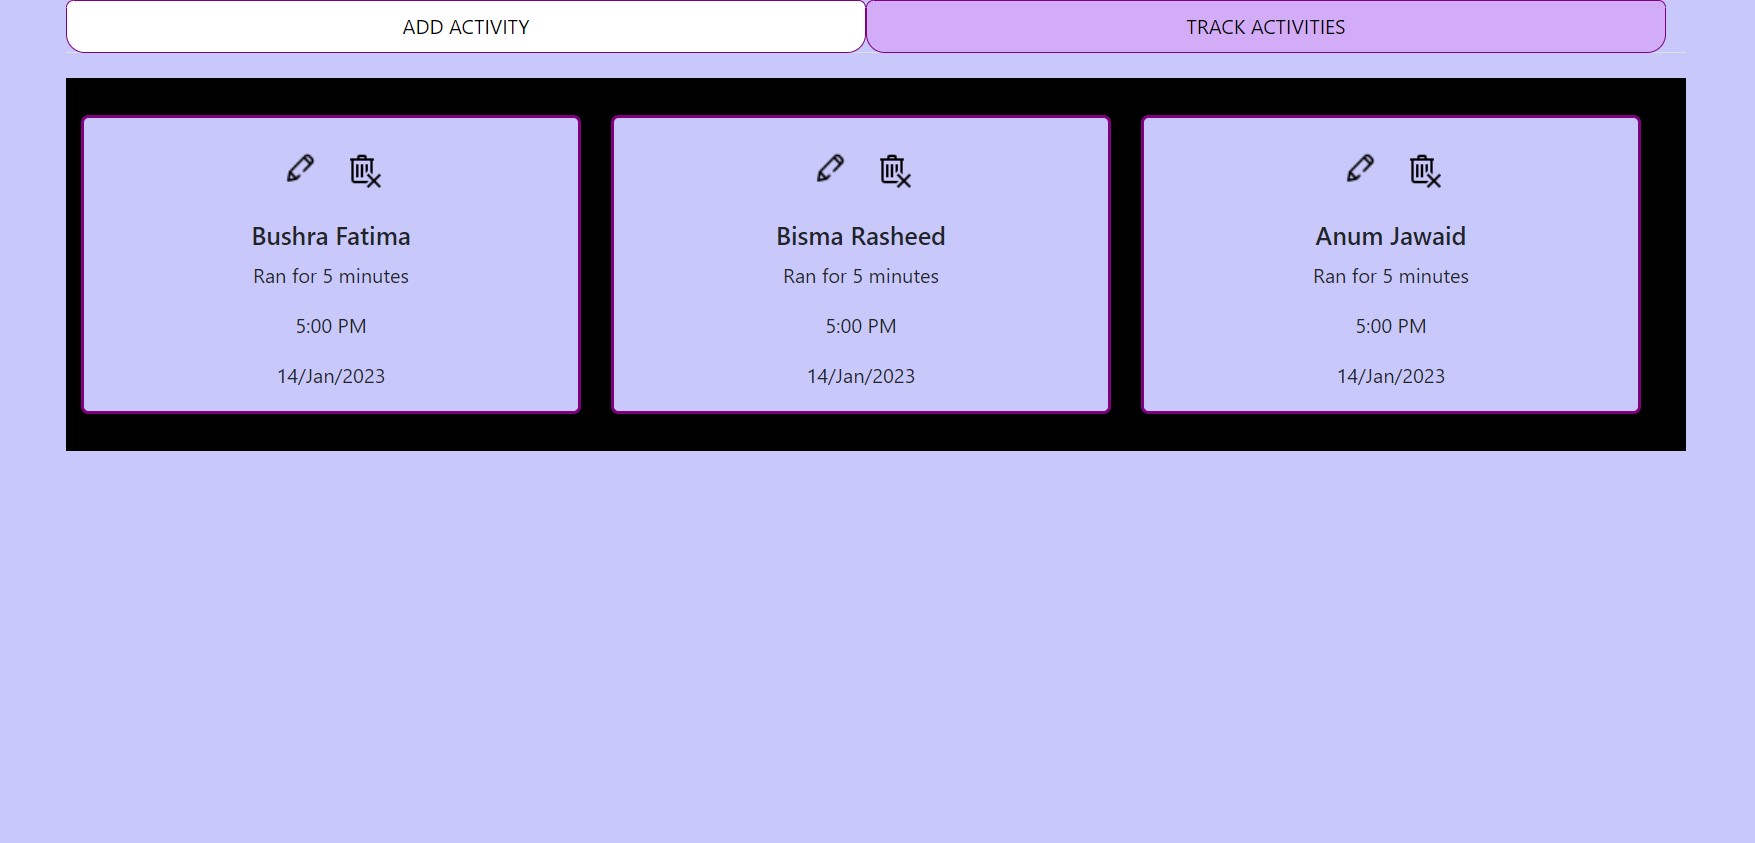 ADD ACTIVITY
TRACK ACTIVITIES
Bushra Fatima
Ran for 5 minutes
5:00 PM
14/Jan/2023
Bisma Rasheed
Ran for 5 minutes
5:00 PM
14/Jan/2023
Anum Jawaid
Ran for 5 minutes
5:00 PM
14/Jan/2023